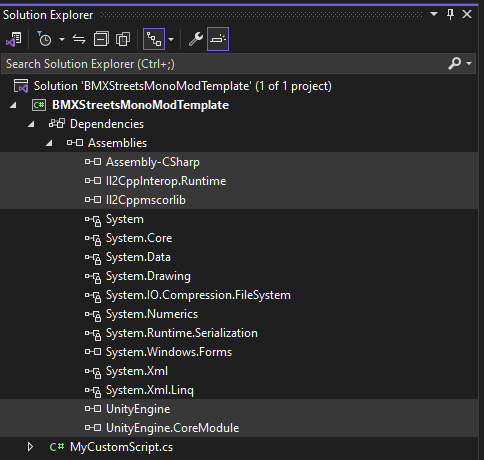 Solution Explorer
Search Solution Explorer (Ctrl+;)
Solution 'BMXStreetsMonoModTemplate' (1 of 1 project)
C# BMXStreetsMonoModTemplate
Dependencies
Assemblies
Assembly-CSharp
Il2CppInterop.Runtime
Il2Cppmscorlib
System
System.Core
System.Data
System.Drawing
System.IO.Compression.FileSystem
System.Numerics
System.Runtime.Serialization
System.Windows.Forms
System.Xml
System.Xml.Linq
UnityEngine
UnityEngine.CoreModule
C# MyCustomScript.cs